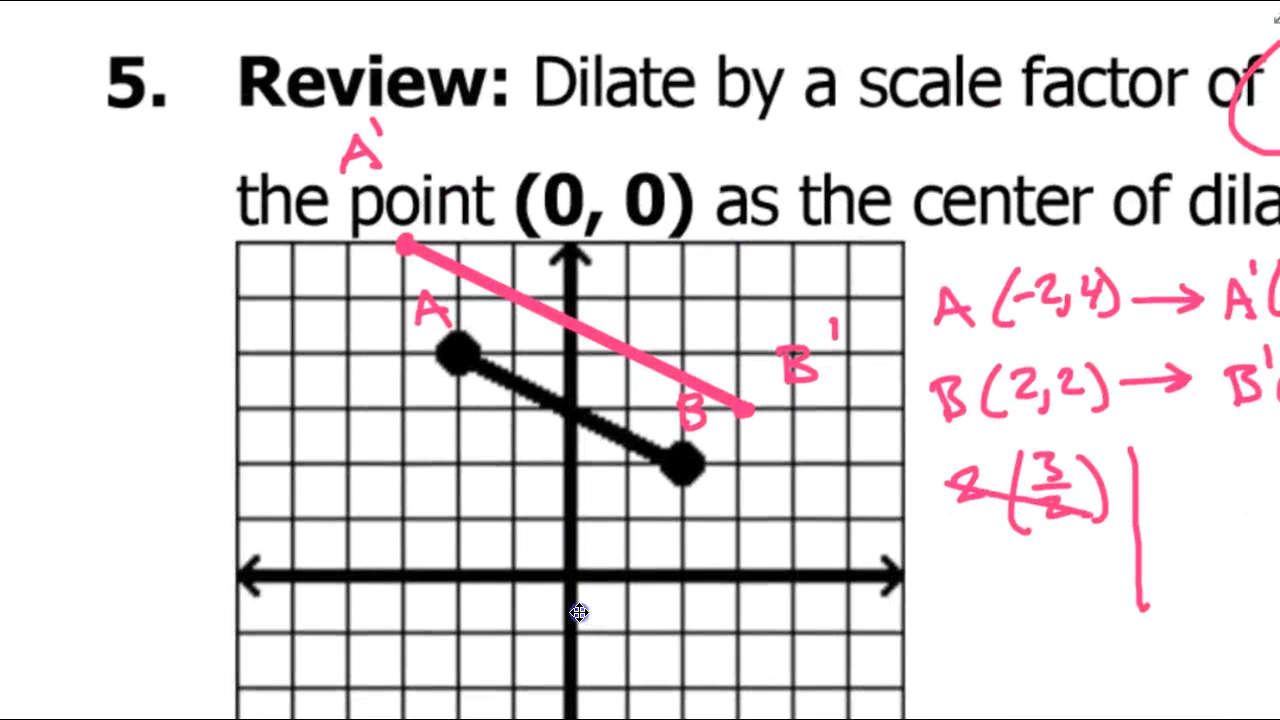 5. Review: Dilate by a scale factor of
A'
the point (0, 0) as the center of dila
A (-2,4) → A' (
A
B'
B (2,2) → B' (
B
2 (3/2)